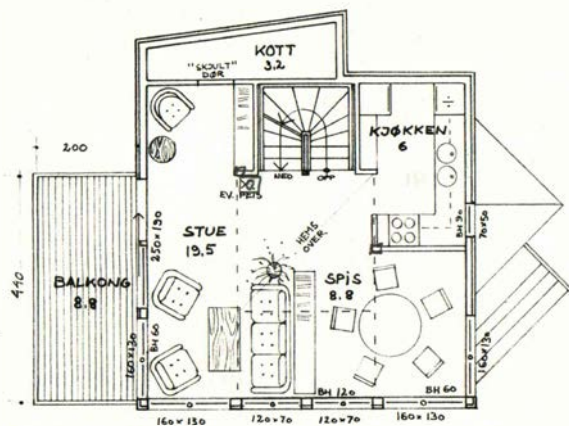 KOTT
3.2
"SKJULT"
DØR
KJØKKEN
6
200
NED
OPP
EV. PEIS
BH 90
70×50
250×190
STUE
19.5
HEMS
OVER
440
BALKONG
8.8
SPIS
8.8
160×130
BH 60
160×130
BH 120
BH 60
160×130
120×70
120×70
160×130